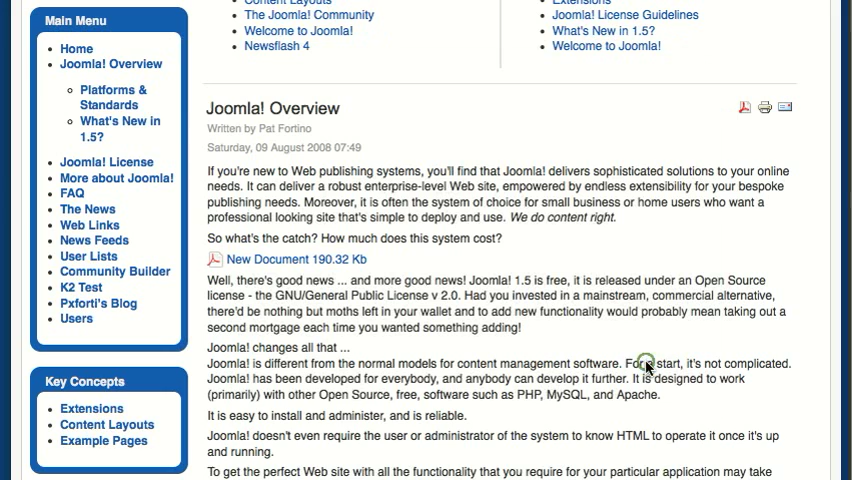 Main Menu
Home
Joomla! Overview
Platforms &
Standards
What's New in
1.5?
Joomla! License
More about Joomla!
FAQ
The News
Web Links
News Feeds
User Lists
Community Builder
K2 Test
Pxforti's Blog
Users
Key Concepts
Extensions
Content Layouts
Example Pages
Content Layouts
The Joomla! Community
Welcome to Joomla!
Newsflash 4
Extensions
Joomla! License Guidelines
What's New in 1.5?
Welcome to Joomla!
Joomla! Overview
Written by Pat Fortino
Saturday, 09 August 2008 07:49
If you're new to Web publishing systems, you'll find that Joomla! delivers sophisticated solutions to your online
needs. It can deliver a robust enterprise-level Web site, empowered by endless extensibility for your bespoke
publishing needs. Moreover, it is often the system of choice for small business or home users who want a
professional looking site that's simple to deploy and use. We do content right.
So what's the catch? How much does this system cost?
New Document 190.32 Kb
Well, there's good news ... and more good news! Joomla! 1.5 is free, it is released under an Open Source
license - the GNU/General Public License v 2.0. Had you invested in a mainstream, commercial alternative,
there'd be nothing but moths left in your wallet and to add new functionality would probably mean taking out a
second mortgage each time you wanted something adding!
Joomla! changes all that ...
Joomla! is different from the normal models for content management software. For a start, it's not complicated.
Joomla! has been developed for everybody, and anybody can develop it further. It is designed to work
(primarily) with other Open Source, free, software such as PHP, MySQL, and Apache.
It is easy to install and administer, and is reliable.
Joomla! doesn't even require the user or administrator of the system to know HTML to operate it once it's up
and running.
To get the perfect Web site with all the functionality that you require for your particular application may take